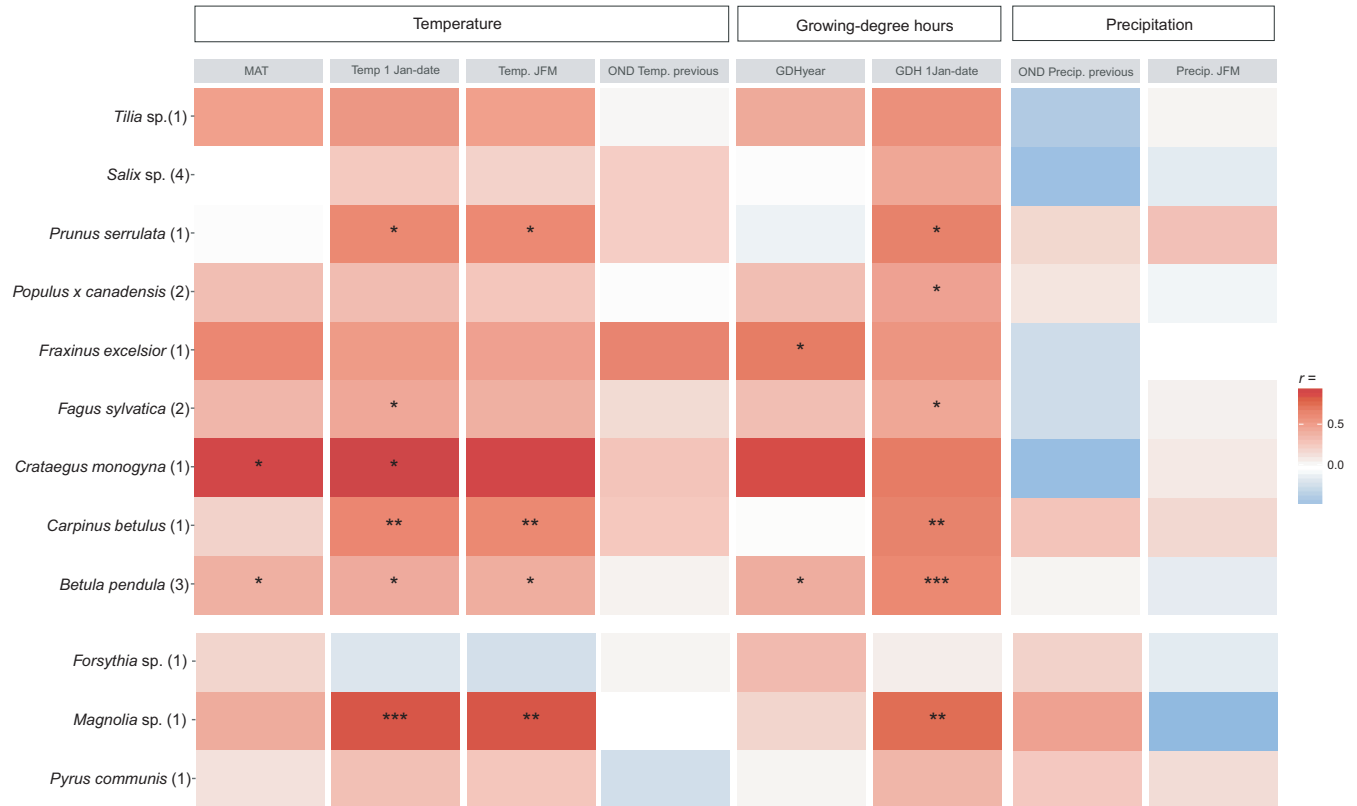 Temperature Growing-degree hours Precipitation
MAT Temp 1 Jan-date Temp. JFM OND Temp. previous GDHyear GDH 1Jan-date OND Precip. previous Precip. JFM
Tilia sp.(1)
Salix sp. (4)
Prunus serrulata (1) * * *
Populus x canadensis (2) *
Fraxinus excelsior (1) *
r =
0.5
Fagus sylvatica (2) * *
0.0
Crataegus monogyna (1) * *
Carpinus betulus (1) ** ** **
Betula pendula (3) * * * * ***
Forsythia sp. (1)
Magnolia sp. (1) *** ** **
Pyrus communis (1)